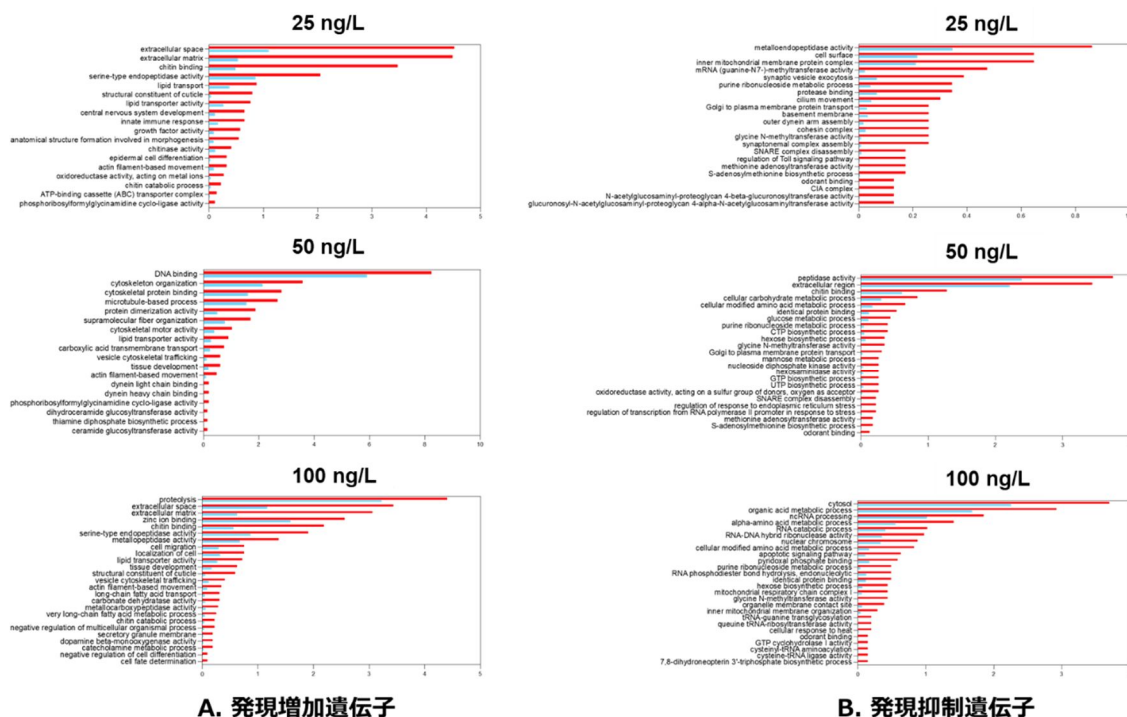 25 ng/L
extracellular space
extracellular matrix
chitin binding
serine-type endopeptidase activity
lipid transport
structural constituent of cuticle
lipid transporter activity
central nervous system development
innate immune response
growth factor activity
anatomical structure formation involved in morphogenesis
chitinase activity
epidermal cell differentiation
actin filament-based movement
oxidoreductase activity, acting on metal ions
chitin catabolic process
ATP-binding cassette (ABC) transporter complex
phosphoribosylformylglycinamidine cyclo-ligase activity
0 1 2 3 4 5
50 ng/L
DNA binding
cytoskeleton organization
cytoskeletal protein binding
microtubule-based process
protein dimerization activity
supramolecular fiber organization
cytoskeletal motor activity
lipid transporter activity
carboxylic acid transmembrane transport
vesicle cytoskeletal trafficking
tissue development
actin filament-based movement
dynein light chain binding
dynein heavy chain binding
phosphoribosylformylglycinamidine cyclo-ligase activity
dihydroceramide glucosyltransferase activity
thiamine diphosphate biosynthetic process
ceramide glucosyltransferase activity
0 2 4 6 8 10
100 ng/L
proteolysis
extracellular space
extracellular matrix
zinc ion binding
chitin binding
serine-type endopeptidase activity
metallopeptidase activity
cell migration
localization of cell
lipid transporter activity
tissue development
structural constituent of cuticle
vesicle cytoskeletal trafficking
actin filament-based movement
long-chain fatty acid transport
carbonate dehydratase activity
metallocarboxypeptidase activity
very long-chain fatty acid metabolic process
chitin catabolic process
negative regulation of multicellular organismal process
secretory granule membrane
dopamine beta-monooxygenase activity
catecholamine metabolic process
negative regulation of cell differentiation
cell fate determination
0 1 2 3 4 5
A. 発現増加遺伝子
25 ng/L
metalloendopeptidase activity
cell surface
inner mitochondrial membrane protein complex
mRNA (guanine-N7-)-methyltransferase activity
synaptic vesicle exocytosis
purine ribonucleoside metabolic process
protease binding
cilium movement
Golgi to plasma membrane protein transport
basement membrane
outer dynein arm assembly
cohesin complex
glycine N-methyltransferase activity
synaptonemal complex assembly
SNARE complex disassembly
regulation of Toll signaling pathway
methionine adenosyltransferase activity
S-adenosylmethionine biosynthetic process
odorant binding
CIA complex
N-acetylglucosaminyl-proteoglycan 4-beta-glucuronosyltransferase activity
glucuronosyl-N-acetylglucosaminyl-proteoglycan 4-alpha-N-acetylglucosaminyltransferase activity
0 0.2 0.4 0.6 0.8 1
50 ng/L
peptidase activity
extracellular region
chitin binding
cellular carbohydrate metabolic process
cellular modified amino acid metabolic process
identical protein binding
glucose metabolic process
purine ribonucleoside metabolic process
CTP biosynthetic process
hexose biosynthetic process
glycine N-methyltransferase activity
Golgi to plasma membrane protein transport
mannose metabolic process
nucleoside diphosphate kinase activity
hexosaminidase activity
GTP biosynthetic process
UTP biosynthetic process
oxidoreductase activity, acting on a sulfur group of donors, oxygen as acceptor
SNARE complex disassembly
regulation of response to endoplasmic reticulum stress
regulation of transcription from RNA polymerase II promoter in response to stress
methionine adenosyltransferase activity
S-adenosylmethionine biosynthetic process
odorant binding
0 1 2 3
100 ng/L
cytosol
organic acid metabolic process
ncRNA processing
alpha-amino acid metabolic process
RNA catabolic process
RNA-DNA hybrid ribonuclease activity
nuclear chromosome
cellular modified amino acid metabolic process
apoptotic signaling pathway
pyridoxal phosphate binding
purine ribonucleoside metabolic process
RNA phosphodiester bond hydrolysis, endonucleolytic
identical protein binding
hexose biosynthetic process
mitochondrial respiratory chain complex I
glycine N-methyltransferase activity
organelle membrane contact site
inner mitochondrial membrane organization
tRNA-guanine transglycosylation
queuine tRNA-ribosyltransferase activity
cellular response to heat
odorant binding
GTP cyclohydrolase I activity
cysteinyl-tRNA aminoacylation
cysteine-tRNA ligase activity
7,8-dihydroneopterin 3'-triphosphate biosynthetic process
0 1 2 3
B. 発現抑制遺伝子